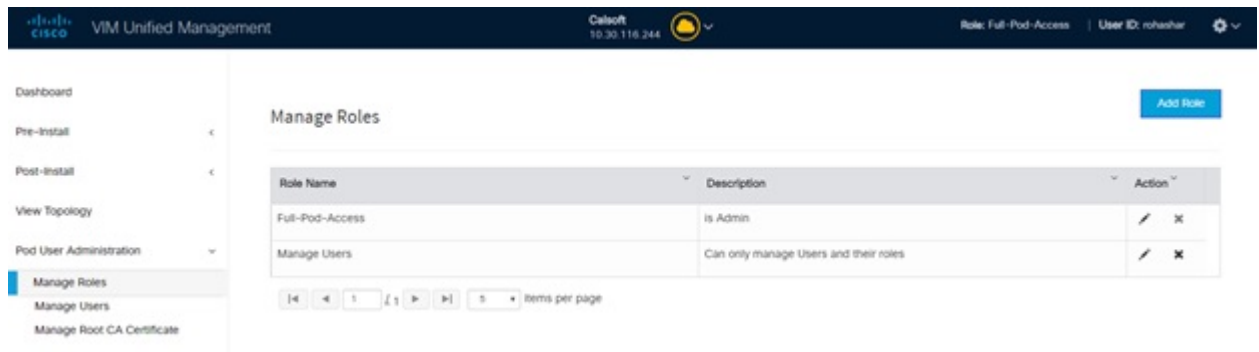 CISCO VIM Unified Management
Calsoft
10.30.116.244
Role: Full-Pod-Access | User ID: rohashar
Dashboard
Pre-Install
Post-Install
View Topology
Pod User Administration
Manage Roles
Manage Users
Manage Root CA Certificate
Manage Roles
Add Role
Role Name Description Action
Full-Pod-Access is Admin
Manage Users Can only manage Users and their roles
1 / 1 5 items per page